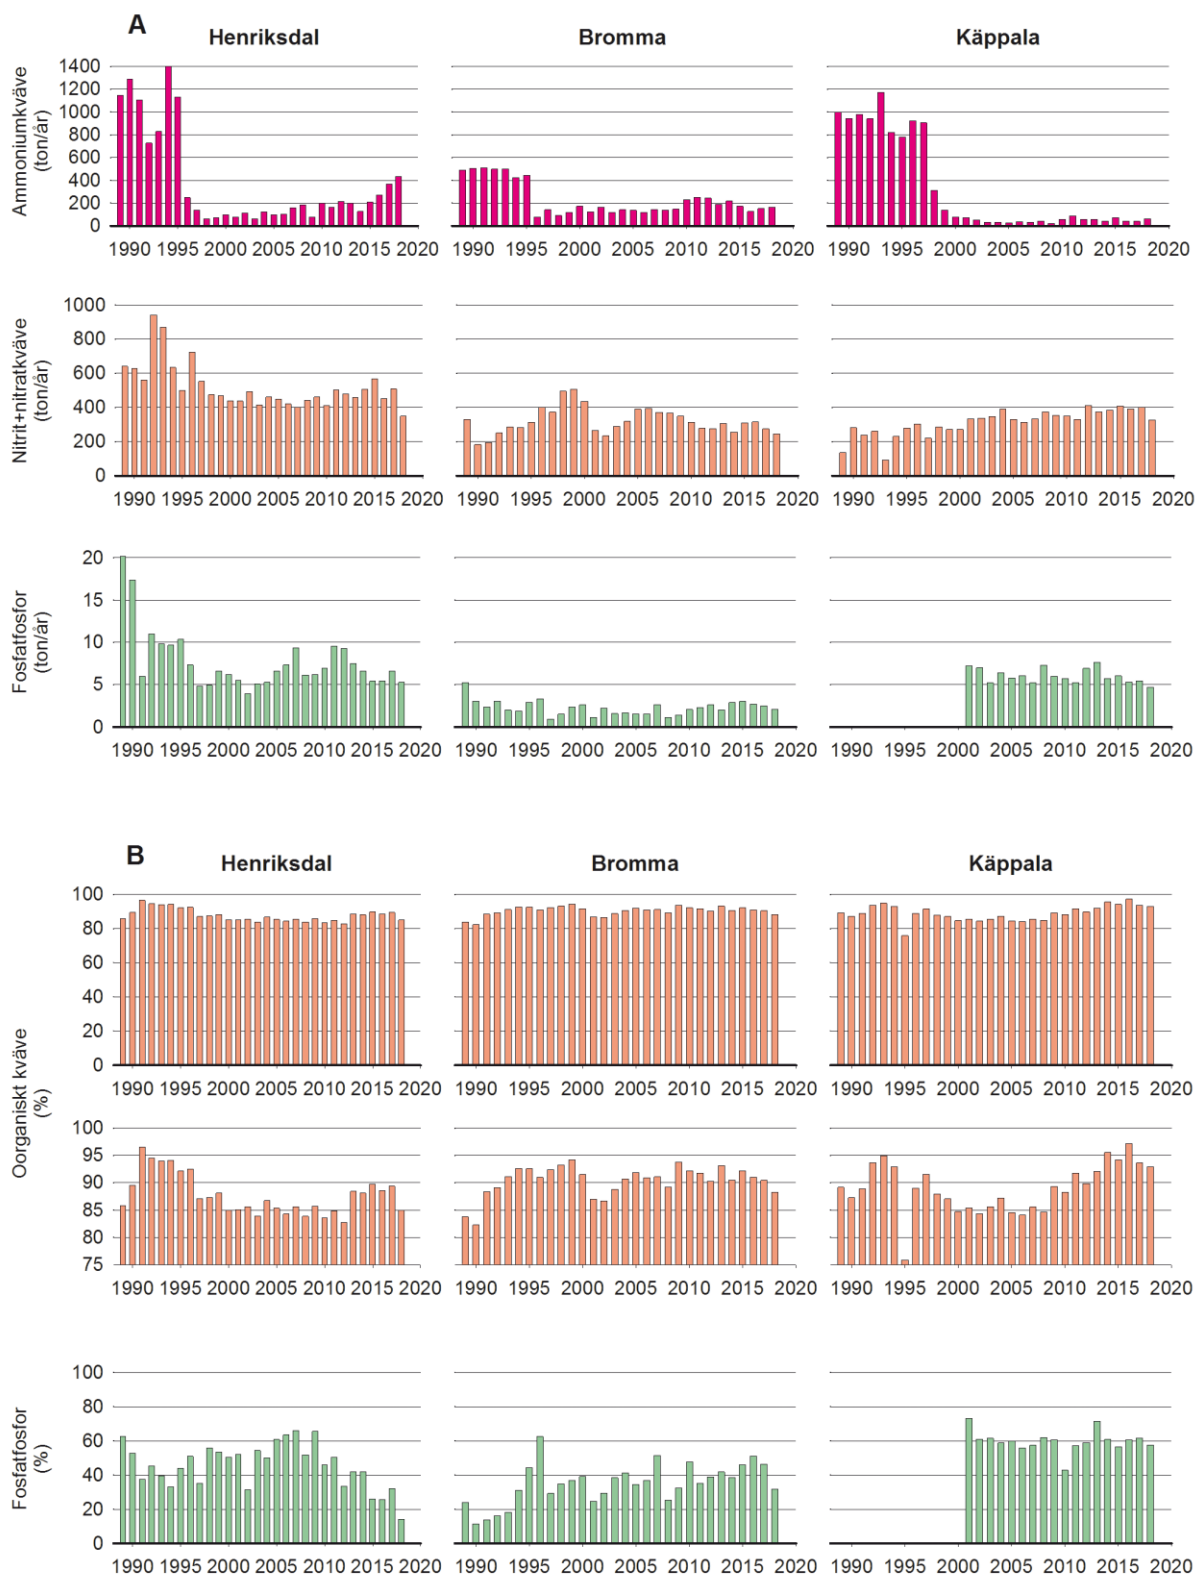 A
Henriksdal Bromma Käppala
Ammoniumkväve
(ton/år)
1400
1200
1000
800
600
400
200
0
1990 1995 2000 2005 2010 2015 2020 1990 1995 2000 2005 2010 2015 2020 1990 1995 2000 2005 2010 2015 2020
Nitrit+nitratkväve
(ton/år)
1000
800
600
400
200
0
1990 1995 2000 2005 2010 2015 2020 1990 1995 2000 2005 2010 2015 2020 1990 1995 2000 2005 2010 2015 2020
Fosfatfosfor
(ton/år)
20
15
10
5
0
1990 1995 2000 2005 2010 2015 2020 1990 1995 2000 2005 2010 2015 2020 1990 1995 2000 2005 2010 2015 2020
B
Henriksdal Bromma Käppala
Oorganiskt kväve
(%)
100
80
60
40
20
0
1990 1995 2000 2005 2010 2015 2020 1990 1995 2000 2005 2010 2015 2020 1990 1995 2000 2005 2010 2015 2020
100
95
90
85
80
75
1990 1995 2000 2005 2010 2015 2020 1990 1995 2000 2005 2010 2015 2020 1990 1995 2000 2005 2010 2015 2020
Fosfatfosfor
(%)
100
80
60
40
20
0
1990 1995 2000 2005 2010 2015 2020 1990 1995 2000 2005 2010 2015 2020 1990 1995 2000 2005 2010 2015 2020